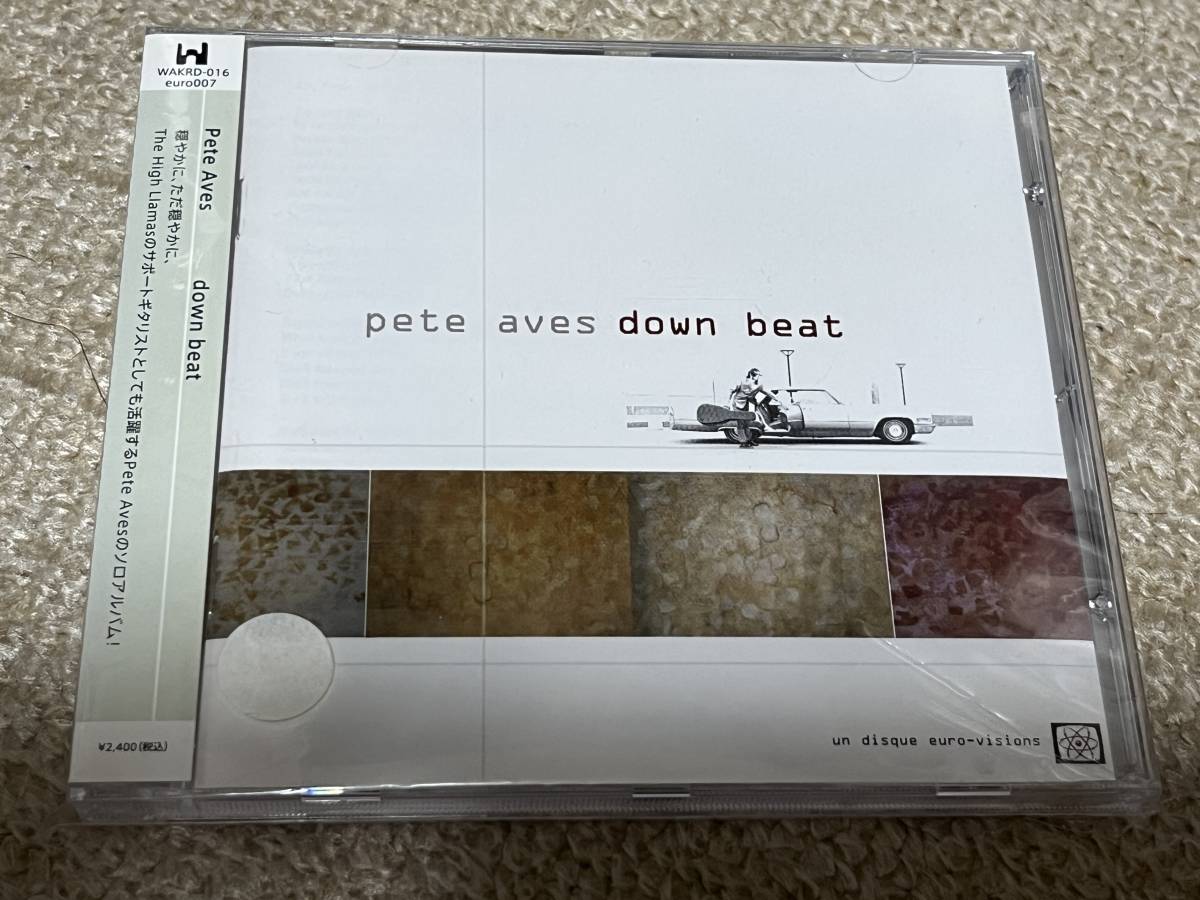 WAKRD-016
euro007
Pete Aves down beat
穏やかに、ただ穏やかに、
The High Llamasのサポートギタリストとしても活躍するPete Avesのソロアルバム!
¥2,400(税込)
pete aves down beat
un disque euro-visions